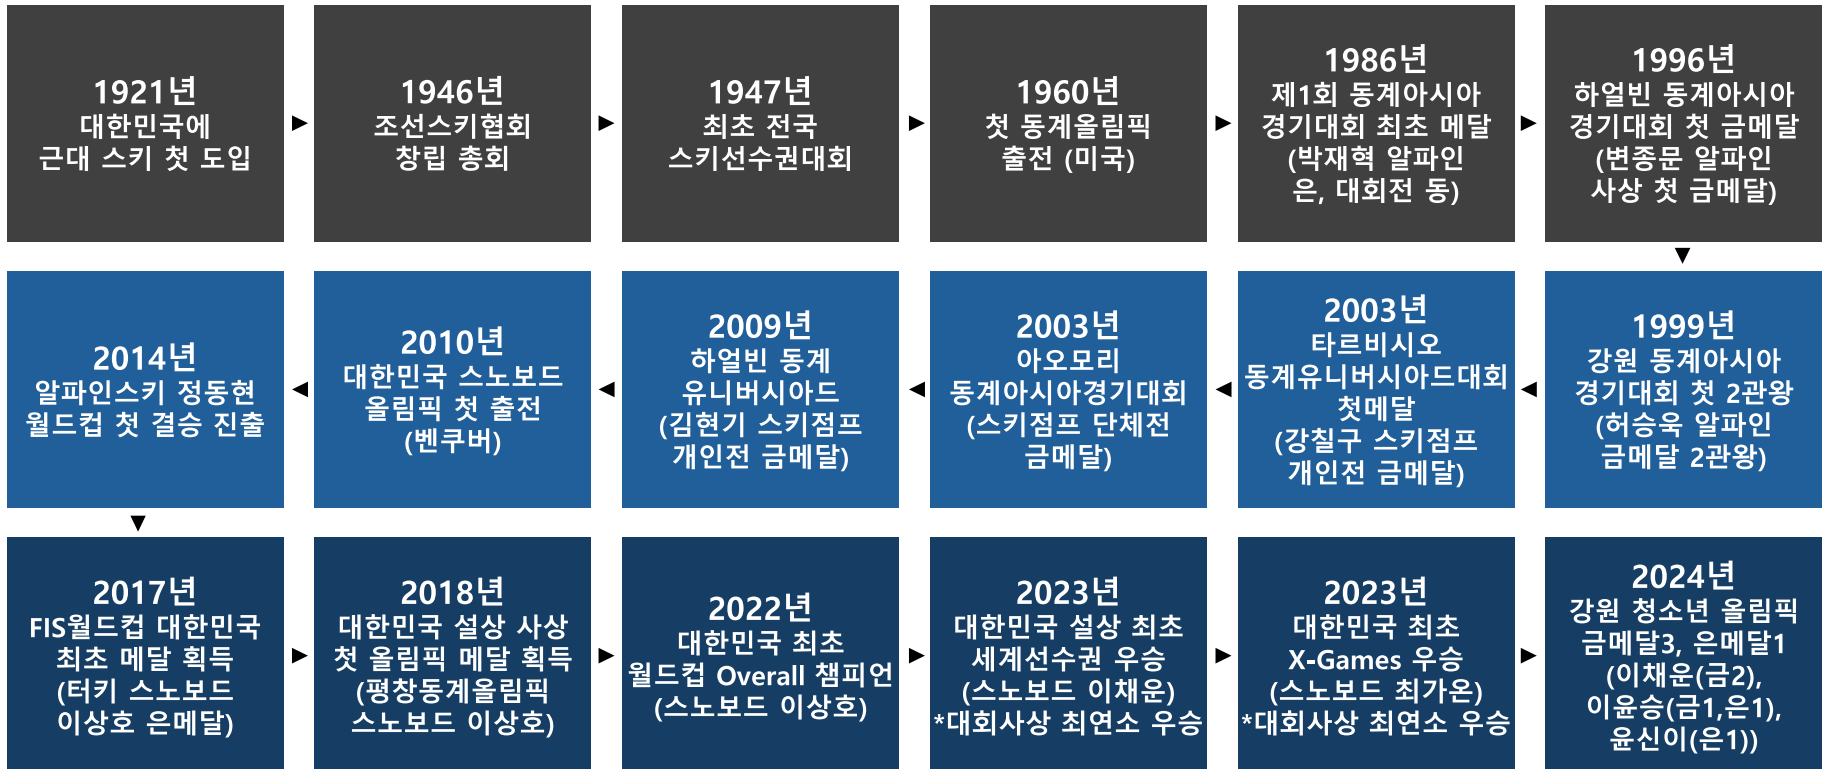 1921년
대한민국에
근대 스키 첫 도입
1946년
조선스키협회
창립 총회
1947년
최초 전국
스키선수권대회
1960년
첫 동계올림픽
출전 (미국)
1986년
제1회 동계아시아
경기대회 최초 메달
(박재혁 알파인
은, 대회전 동)
1996년
하얼빈 동계아시아
경기대회 첫 금메달
(변종문 알파인
사상 첫 금메달)
1999년
강원 동계아시아
경기대회 첫 2관왕
(허승욱 알파인
금메달 2관왕)
2003년
타르비시오
동계유니버시아드대회
첫메달
(강칠구 스키점프
개인전 금메달)
2003년
아오모리
동계아시아경기대회
(스키점프 단체전
금메달)
2009년
하얼빈 동계
유니버시아드
(김현기 스키점프
개인전 금메달)
2010년
대한민국 스노보드
올림픽 첫 출전
(벤쿠버)
2014년
알파인스키 정동현
월드컵 첫 결승 진출
2017년
FIS월드컵 대한민국
최초 메달 획득
(터키 스노보드
이상호 은메달)
2018년
대한민국 설상 사상
첫 올림픽 메달 획득
(평창동계올림픽
스노보드 이상호)
2022년
대한민국 최초
월드컵 Overall 챔피언
(스노보드 이상호)
2023년
대한민국 설상 최초
세계선수권 우승
(스노보드 이채운)
*대회사상 최연소 우승
2023년
대한민국 최초
X-Games 우승
(스노보드 최가온)
*대회사상 최연소 우승
2024년
강원 청소년 올림픽
금메달3, 은메달1
(이채운(금2),
이윤승(금1,은1),
윤신이(은1))